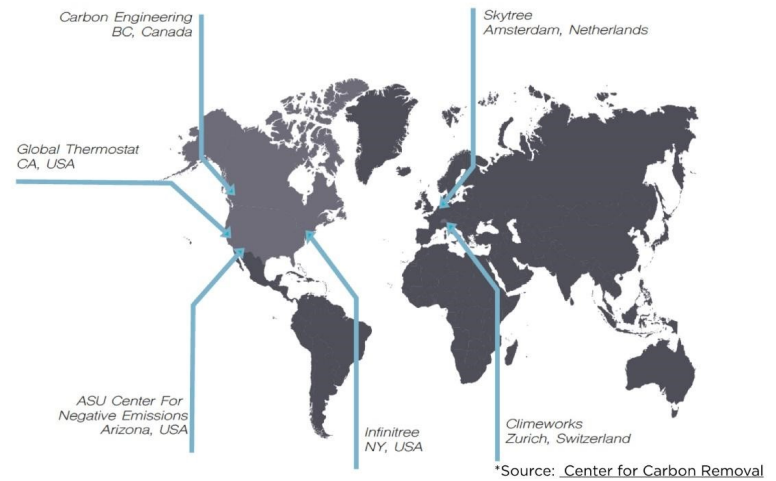 Carbon Engineering
BC, Canada
Skytree
Amsterdam, Netherlands
Global Thermostat
CA, USA
ASU Center For
Negative Emissions
Arizona, USA
Infinitree
NY, USA
Climeworks
Zurich, Switzerland
*Source: Center for Carbon Removal